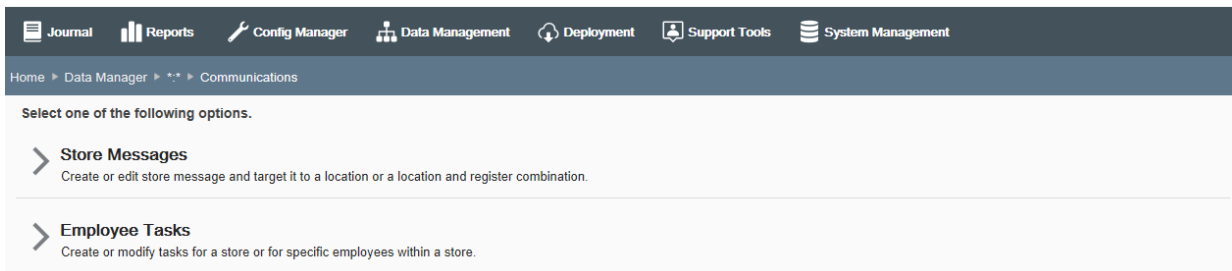 Journal Reports Config Manager Data Management Deployment Support Tools System Management
Home ▸ Data Manager ▸ *:* ▸ Communications
Select one of the following options.
Store Messages
Create or edit store message and target it to a location or a location and register combination.
Employee Tasks
Create or modify tasks for a store or for specific employees within a store.